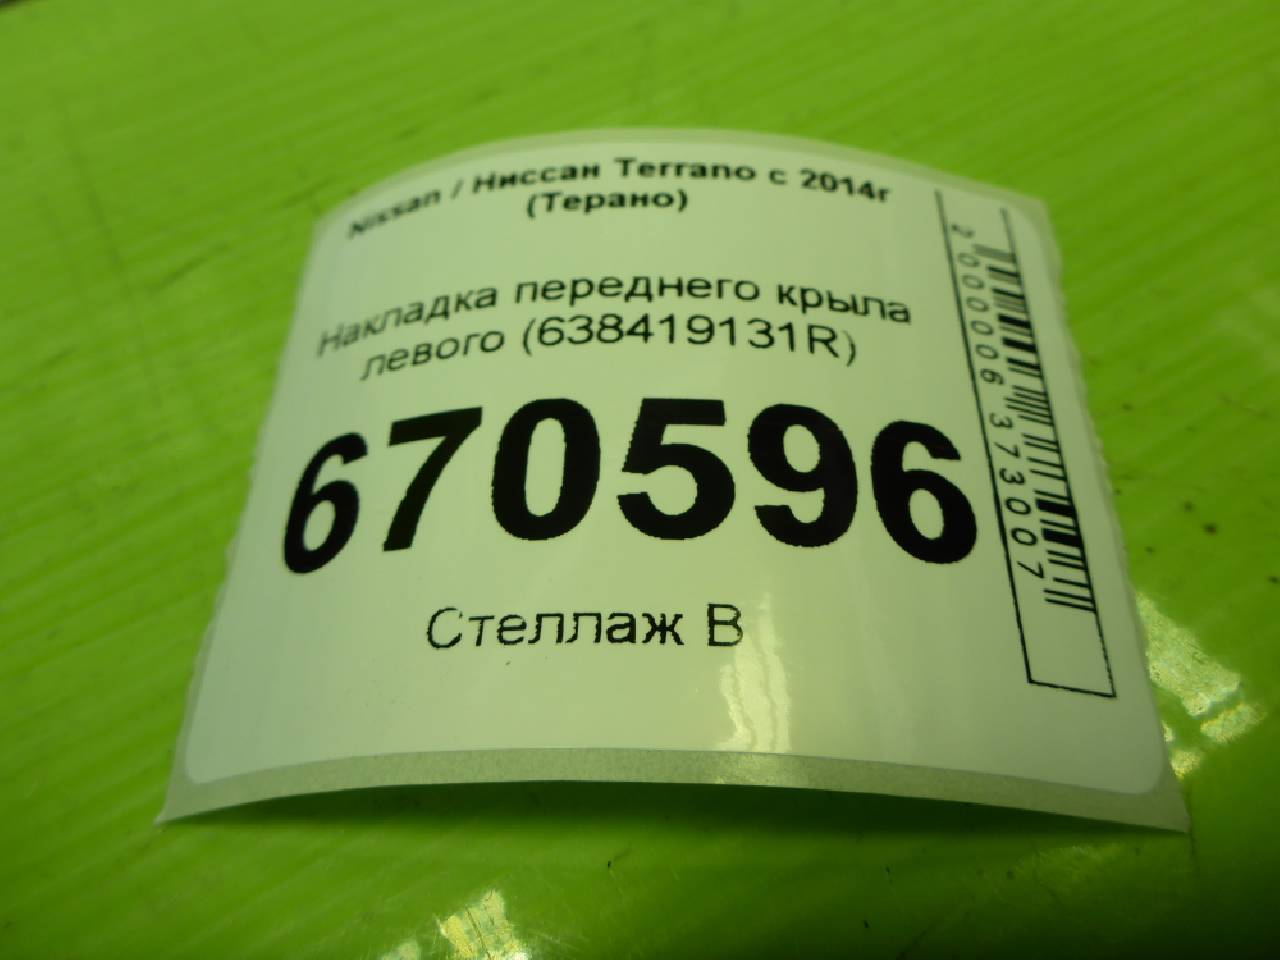 Nissan / Ниссан Terrano с 2014г
(Терано)
Накладка переднего крыла
левого (638419131R)
670596
Стеллаж В
2000006373007